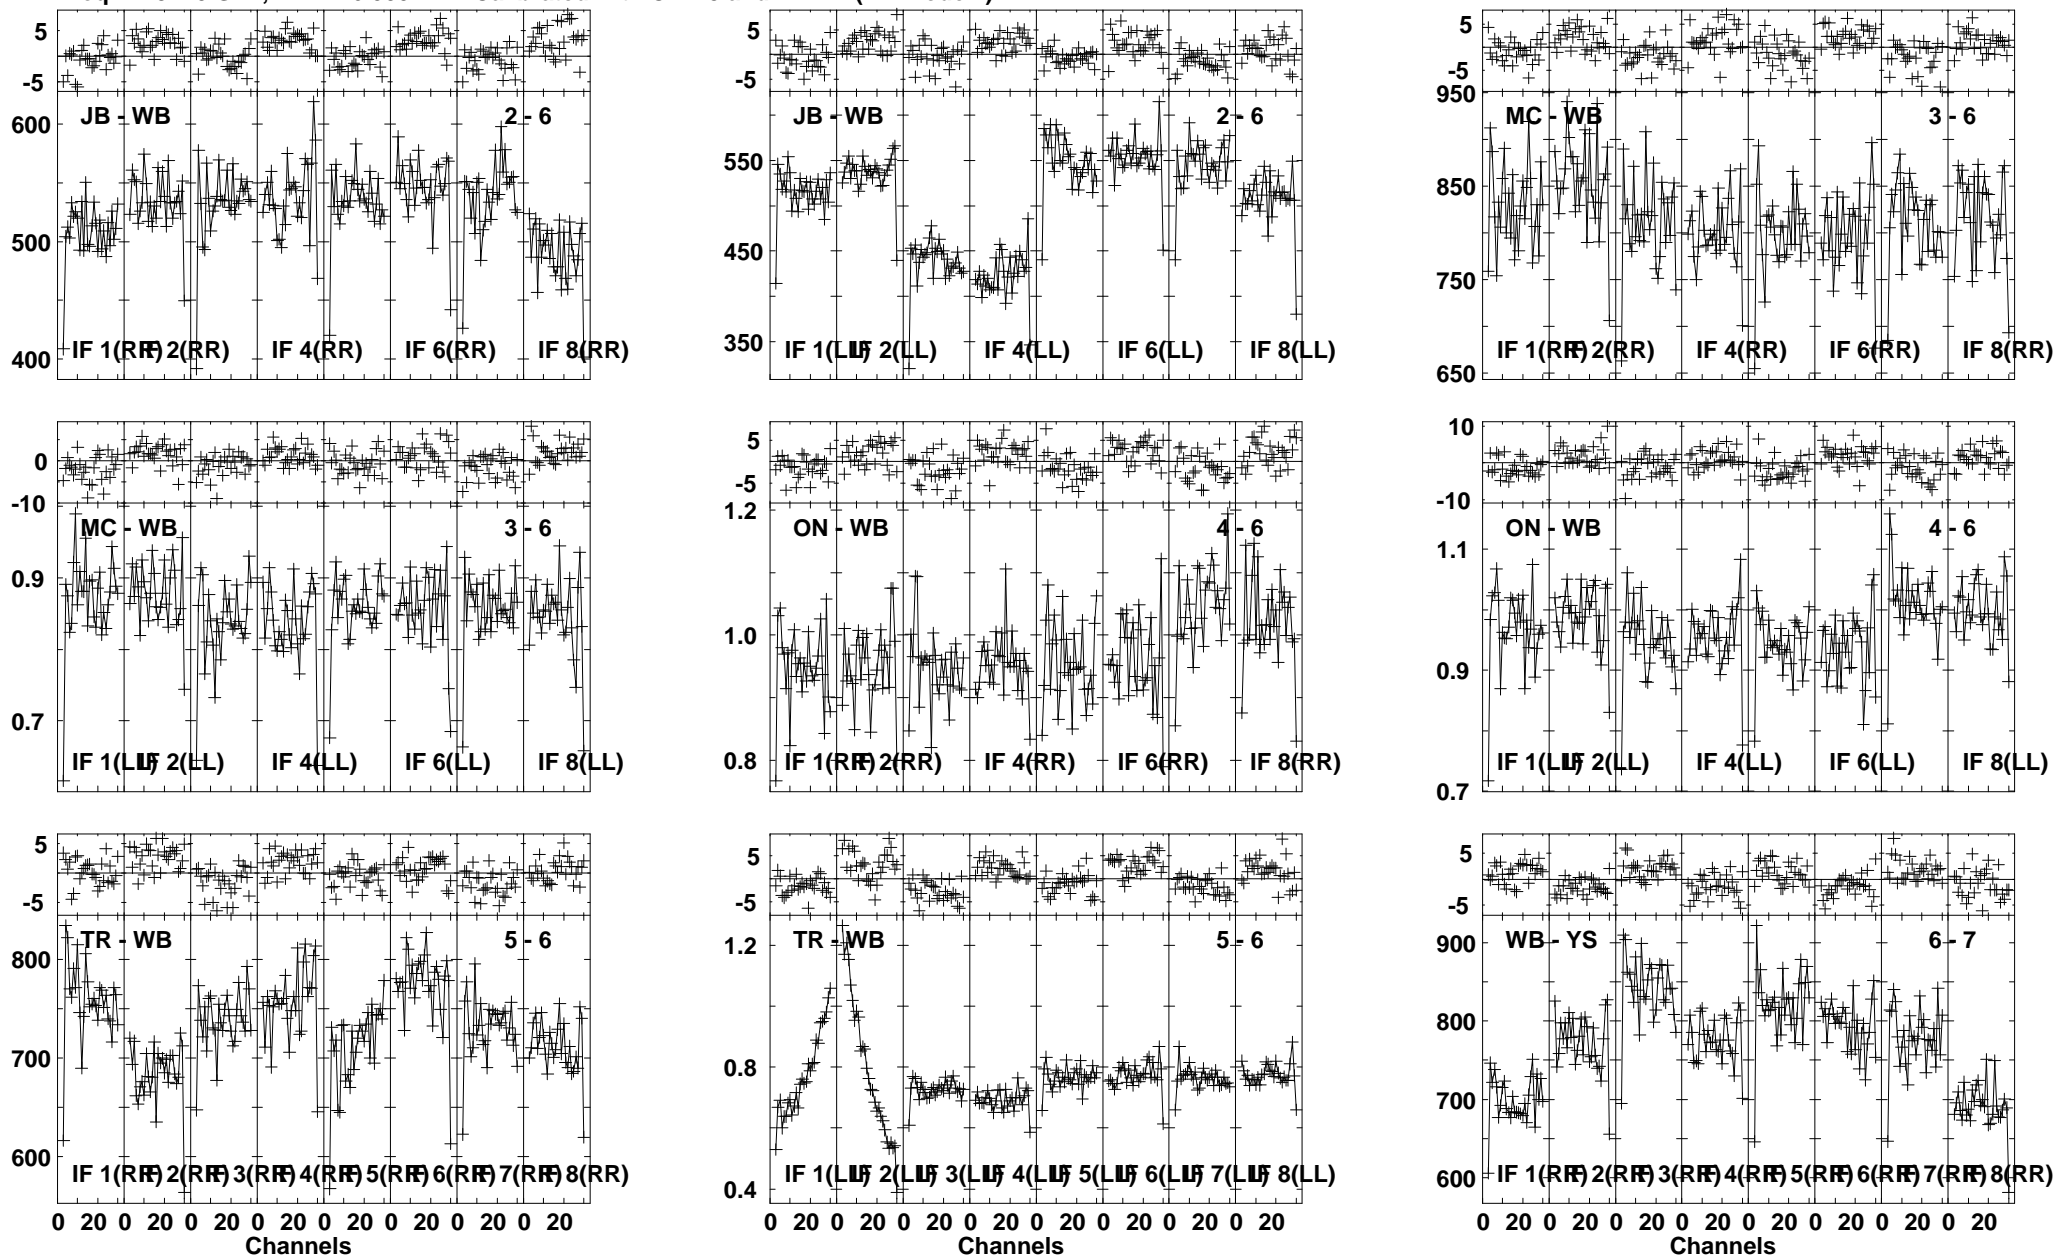 5
-5
JB - WB 2 - 6
600
500
400
IF 1(RR) IF 2(RR) IF 4(RR) IF 6(RR) IF 8(RR)
5
-5
JB - WB 2 - 6
550
450
350
IF 1(LL) IF 2(LL) IF 4(LL) IF 6(LL) IF 8(LL)
5
-5
950
MC - WB 3 - 6
850
750
650
IF 1(RR) IF 2(RR) IF 4(RR) IF 6(RR) IF 8(RR)
0
-10
MC - WB 3 - 6
0.9
0.7
IF 1(LL) IF 2(LL) IF 4(LL) IF 6(LL) IF 8(LL)
5
-5
1.2
ON - WB 4 - 6
1.0
0.8
IF 1(RR) IF 2(RR) IF 4(RR) IF 6(RR) IF 8(RR)
10
-10
ON - WB 4 - 6
1.1
0.9
0.7
IF 1(LL) IF 2(LL) IF 4(LL) IF 6(LL) IF 8(LL)
5
-5
TR - WB 5 - 6
800
700
600
IF 1(RR) IF 2(RR) IF 3(RR) IF 4(RR) IF 5(RR) IF 6(RR) IF 7(RR) IF 8(RR)
0 20 0 20 0 20 0 20 0 20 0 20 0 20 0 20
Channels
5
-5
TR - WB 5 - 6
1.2
0.8
0.4
IF 1(LL) IF 2(LL) IF 3(LL) IF 4(LL) IF 5(LL) IF 6(LL) IF 7(LL) IF 8(LL)
0 20 0 20 0 20 0 20 0 20 0 20 0 20 0 20
Channels
5
-5
WB - YS 6 - 7
900
800
700
600
IF 1(RR) IF 2(RR) IF 3(RR) IF 4(RR) IF 5(RR) IF 6(RR) IF 7(RR) IF 8(RR)
0 20 0 20 0 20 0 20 0 20 0 20 0 20 0 20
Channels